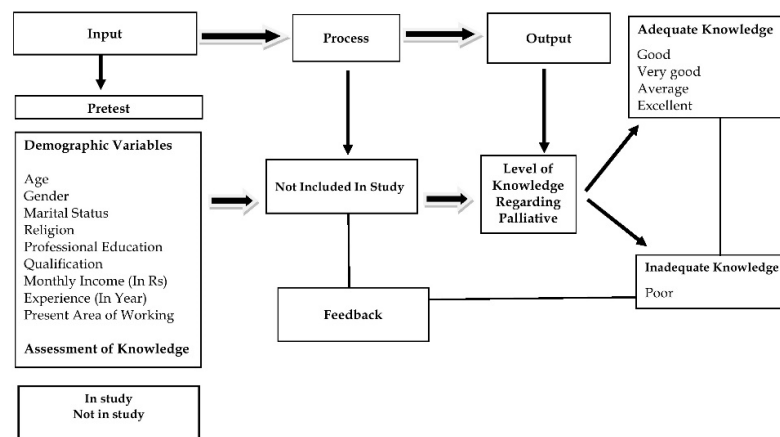 Input
Process
Output
Adequate Knowledge
Good
Very good
Average
Excellent
Pretest
Demographic Variables
Age
Gender
Marital Status
Religion
Professional Education
Qualification
Monthly Income (In Rs)
Experience (In Year)
Present Area of Working
Assessment of Knowledge
Not Included In Study
Level of
Knowledge
Regarding
Palliative
Inadequate Knowledge
Poor
Feedback
In study
Not in study